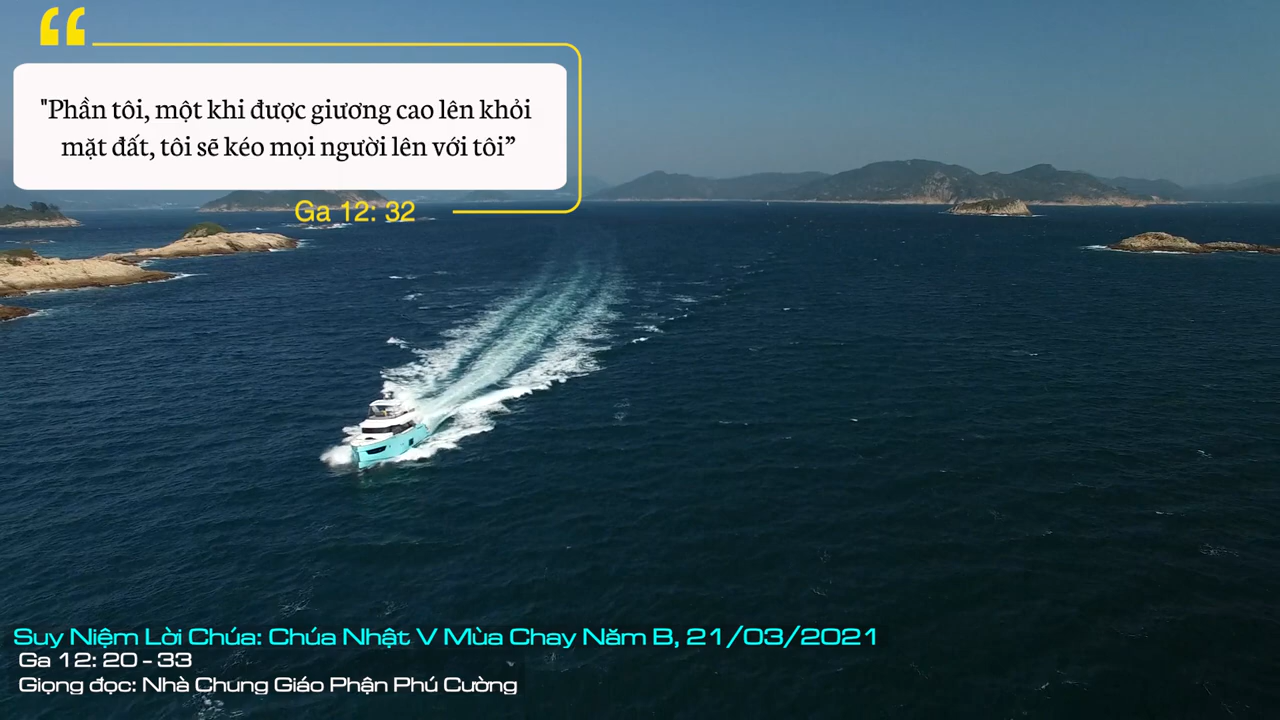 "Phần tôi, một khi được giương cao lên khỏi
mặt đất, tôi sẽ kéo mọi người lên với tôi”
Ga 12: 32
Suy Niệm Lời Chúa: Chúa Nhật V Mùa Chay Năm B, 21/03/2021
Ga 12: 20 - 33
Giọng đọc: Nhà Chung Giáo Phận Phú Cường